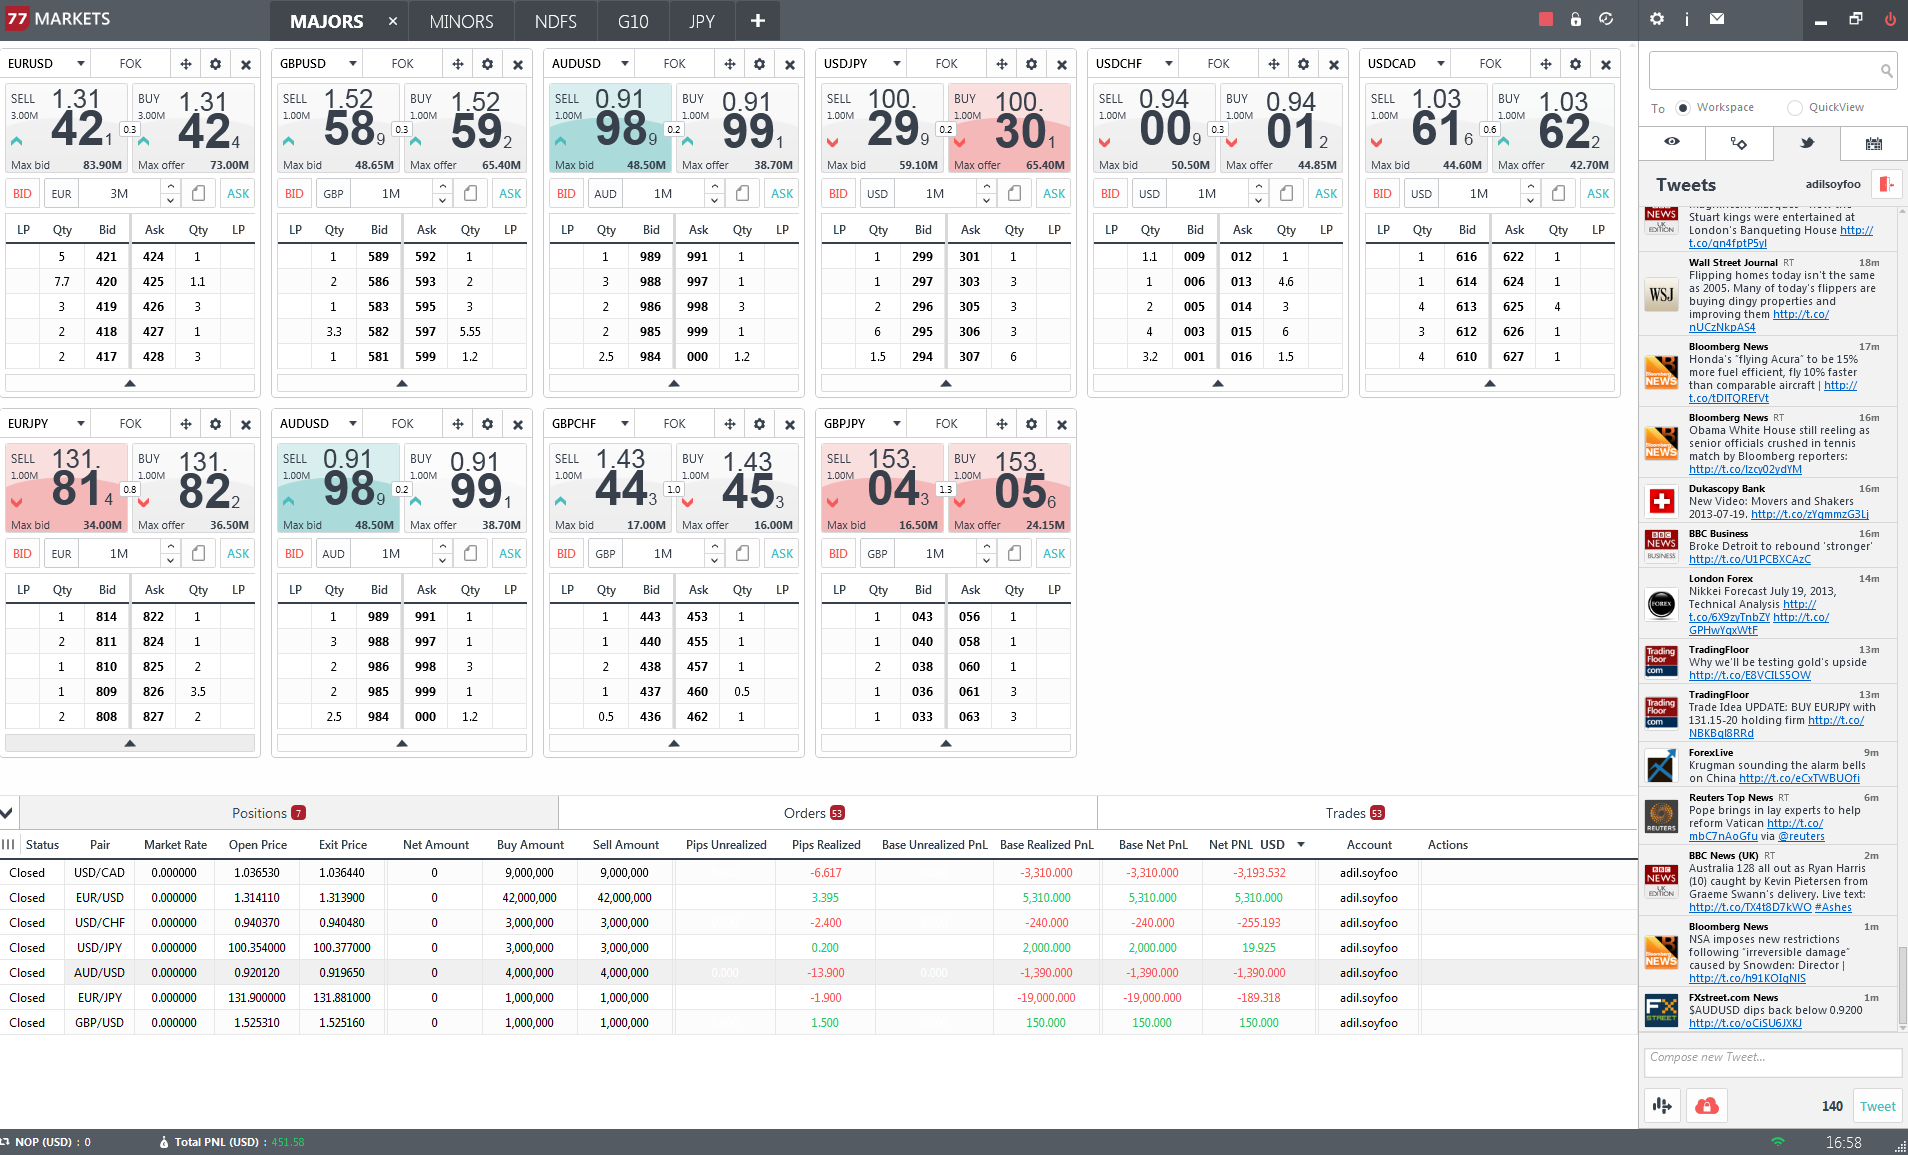 77 MARKETS
MAJORS × MINORS NDFS G10 JPY +
EURUSD FOK
SELL 1.31 BUY 1.31
3.00M 42 1 0.3 3.00M 42 4
Max bid 83.90M Max offer 73.00M
BID EUR 3M ASK
LP Qty Bid Ask Qty LP
5 421 424 1
7.7 420 425 1.1
3 419 426 3
2 418 427 1
2 417 428 3
GBPUSD FOK
SELL 1.52 BUY 1.52
1.00M 58 9 0.3 1.00M 59 2
Max bid 48.65M Max offer 65.40M
BID GBP 1M ASK
LP Qty Bid Ask Qty LP
1 589 592 1
2 586 593 2
1 583 595 3
3.3 582 597 5.55
1 581 599 1.2
AUDUSD FOK
SELL 0.91 BUY 0.91
1.00M 98 9 0.2 1.00M 99 1
Max bid 48.50M Max offer 38.70M
BID AUD 1M ASK
LP Qty Bid Ask Qty LP
1 989 991 1
3 988 997 1
2 986 998 3
2 985 999 1
2.5 984 000 1.2
USDJPY FOK
SELL 100. BUY 100.
1.00M 29 9 0.2 1.00M 30 1
Max bid 59.10M Max offer 65.40M
BID USD 1M ASK
LP Qty Bid Ask Qty LP
1 299 301 1
1 297 303 3
2 296 305 3
6 295 306 3
1.5 294 307 6
USDCHF FOK
SELL 0.94 BUY 0.94
1.00M 00 9 0.3 1.00M 01 2
Max bid 50.50M Max offer 44.85M
BID USD 1M ASK
LP Qty Bid Ask Qty LP
1.1 009 012 1
1 006 013 4.6
2 005 014 3
4 003 015 6
3.2 001 016 1.5
USDCAD FOK
SELL 1.03 BUY 1.03
1.00M 61 6 0.6 1.00M 62 2
Max bid 44.60M Max offer 42.70M
BID USD 1M ASK
LP Qty Bid Ask Qty LP
1 616 622 1
1 614 624 1
4 613 625 4
3 612 626 1
4 610 627 1
EURJPY FOK
SELL 131. BUY 131.
1.00M 81 4 0.8 1.00M 82 2
Max bid 34.00M Max offer 36.50M
BID EUR 1M ASK
LP Qty Bid Ask Qty LP
1 814 822 1
2 811 824 1
1 810 825 2
1 809 826 3.5
2 808 827 2
AUDUSD FOK
SELL 0.91 BUY 0.91
1.00M 98 9 0.2 1.00M 99 1
Max bid 48.50M Max offer 38.70M
BID AUD 1M ASK
LP Qty Bid Ask Qty LP
1 989 991 1
3 988 997 1
2 986 998 3
2 985 999 1
2.5 984 000 1.2
GBPCHF FOK
SELL 1.43 BUY 1.43
1.00M 44 3 1.0 1.00M 45 3
Max bid 17.00M Max offer 16.00M
BID GBP 1M ASK
LP Qty Bid Ask Qty LP
1 443 453 1
1 440 455 1
2 438 457 1
1 437 460 0.5
0.5 436 462 1
GBPJPY FOK
SELL 153. BUY 153.
1.00M 04 3 1.3 1.00M 05 6
Max bid 16.50M Max offer 24.15M
BID GBP 1M ASK
LP Qty Bid Ask Qty LP
1 043 056 1
1 040 058 1
2 038 060 1
1 036 061 3
1 033 063 3
Positions 7 Orders 53 Trades 53
Status Pair Market Rate Open Price Exit Price Net Amount Buy Amount Sell Amount Pips Unrealized Pips Realized Base Unrealized PnL Base Realized PnL Base Net PnL Net PNL USD Account Actions
Closed USD/CAD 0.000000 1.036530 1.036440 0 9,000,000 9,000,000 -6.617 -3,310.000 -3,310.000 -3,193.532 adil.soyfoo
Closed EUR/USD 0.000000 1.314110 1.313900 0 42,000,000 42,000,000 3.395 5,310.000 5,310.000 5,310.000 adil.soyfoo
Closed USD/CHF 0.000000 0.940370 0.940480 0 3,000,000 3,000,000 -2.400 -240.000 -240.000 -255.193 adil.soyfoo
Closed USD/JPY 0.000000 100.354000 100.377000 0 3,000,000 3,000,000 0.200 2,000.000 2,000.000 19.925 adil.soyfoo
Closed AUD/USD 0.000000 0.920120 0.919650 0 4,000,000 4,000,000 0.000 -13.900 0.000 -1,390.000 -1,390.000 -1,390.000 adil.soyfoo
Closed EUR/JPY 0.000000 131.900000 131.881000 0 1,000,000 1,000,000 -1.900 -19,000.000 -19,000.000 -189.318 adil.soyfoo
Closed GBP/USD 0.000000 1.525310 1.525160 0 1,000,000 1,000,000 1.500 150.000 150.000 150.000 adil.soyfoo
NOP (USD) : 0 Total PNL (USD) : 451.58
To Workspace QuickView
Tweets adilsoyfoo
BBC NEWS UK EDITION
Stuart kings were entertained at
London's Banqueting House http://
t.co/gn4fptP5yI
WSJ
Wall Street Journal RT 18m
Flipping homes today isn't the same
as 2005. Many of today's flippers are
buying dingy properties and
improving them http://t.co/
nUCzNkpAS4
Bloomberg NEWS
Bloomberg News 17m
Honda's "flying Acura" to be 15%
more fuel efficient, fly 10% faster
than comparable aircraft | http://
t.co/tDITQREfVt
Bloomberg NEWS
Bloomberg News RT 16m
Obama White House still reeling as
senior officials crushed in tennis
match by Bloomberg reporters:
http://t.co/Izcy02ydYM
Dukascopy Bank 16m
New Video: Movers and Shakers
2013-07-19. http://t.co/zYqmmzG3Lj
BBC NEWS BUSINESS
BBC Business 16m
Broke Detroit to rebound 'stronger'
http://t.co/U1PCBXCAzC
FOREX
London Forex 14m
Nikkei Forecast July 19, 2013,
Technical Analysis http://
t.co/6X9zyTnbZY http://t.co/
GPHwYgxWtF
Trading Floor com
TradingFloor 13m
Why we'll be testing gold's upside
http://t.co/E8VCILS5OW
Trading Floor com
TradingFloor 13m
Trade Idea UPDATE: BUY EURJPY with
131.15-20 holding firm http://t.co/
NBKBqI8RRd
ForexLive 9m
Krugman sounding the alarm bells
on China http://t.co/eCxTWBUOfi
REUTERS
Reuters Top News RT 6m
Pope brings in lay experts to help
reform Vatican http://t.co/
mbC7nAoGfu via @reuters
BBC NEWS UK EDITION
BBC News (UK) RT 2m
Australia 128 all out as Ryan Harris
(10) caught by Kevin Pietersen from
Graeme Swann's delivery. Live text:
http://t.co/TX4t8D7kWO #Ashes
Bloomberg NEWS
Bloomberg News 1m
NSA imposes new restrictions
following "irreversible damage"
caused by Snowden: Director |
http://t.co/h91KOIgNIS
FX STREET
FXstreet.com News 1m
$AUDUSD dips back below 0.9200
http://t.co/oCiSU6JXKJ
Compose new Tweet...
140 Tweet
16:58